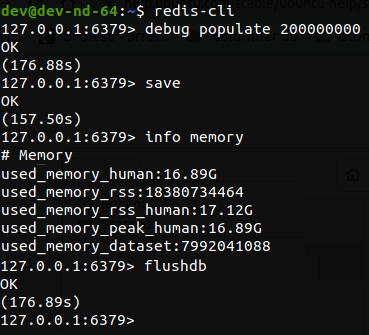 dev@dev-nd-64:~$ redis-cli
127.0.0.1:6379> debug populate 200000000
OK
(176.88s)
127.0.0.1:6379> save
OK
(157.50s)
127.0.0.1:6379> info memory
# Memory
used_memory_human:16.89G
used_memory_rss:18380734464
used_memory_rss_human:17.12G
used_memory_peak_human:16.89G
used_memory_dataset:7992041088
127.0.0.1:6379> flushdb
OK
(176.89s)
127.0.0.1:6379>